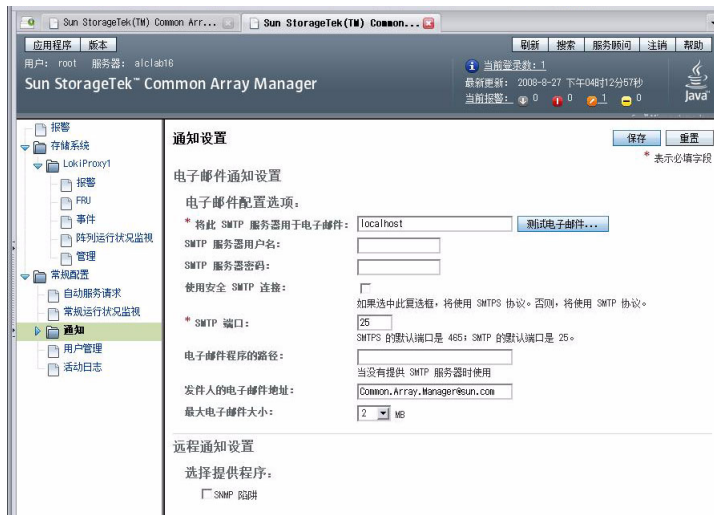 Sun StorageTek(TM) Common Arr...
Sun StorageTek(TM) Common...
应用程序 版本
刷新 搜索 服务顾问 注销 帮助
用户: root 服务器: alclab16
当前登录数: 1
Sun StorageTek™ Common Array Manager
最新更新: 2008-8-27 下午04时12分57秒
当前报警: 0 0 1 0
Java
报警
存储系统
LokiProxy1
报警
FRU
事件
阵列运行状况监视
管理
常规配置
自动服务请求
常规运行状况监视
通知
用户管理
活动日志
通知设置
保存 重置
* 表示必填字段
电子邮件通知设置
电子邮件配置选项:
* 将此 SMTP 服务器用于电子邮件: localhost 测试电子邮件...
SMTP 服务器用户名:
SMTP 服务器密码:
使用安全 SMTP 连接:
如果选中此复选框，将使用 SMTPS 协议。否则，将使用 SMTP 协议。
* SMTP 端口: 25
SMTPS 的默认端口是 465；SMTP 的默认端口是 25。
电子邮件程序的路径:
当没有提供 SMTP 服务器时使用
发件人的电子邮件地址: Common.Array.Manager@sun.com
最大电子邮件大小: 2 MB
远程通知设置
选择提供程序:
SNMP 陷阱